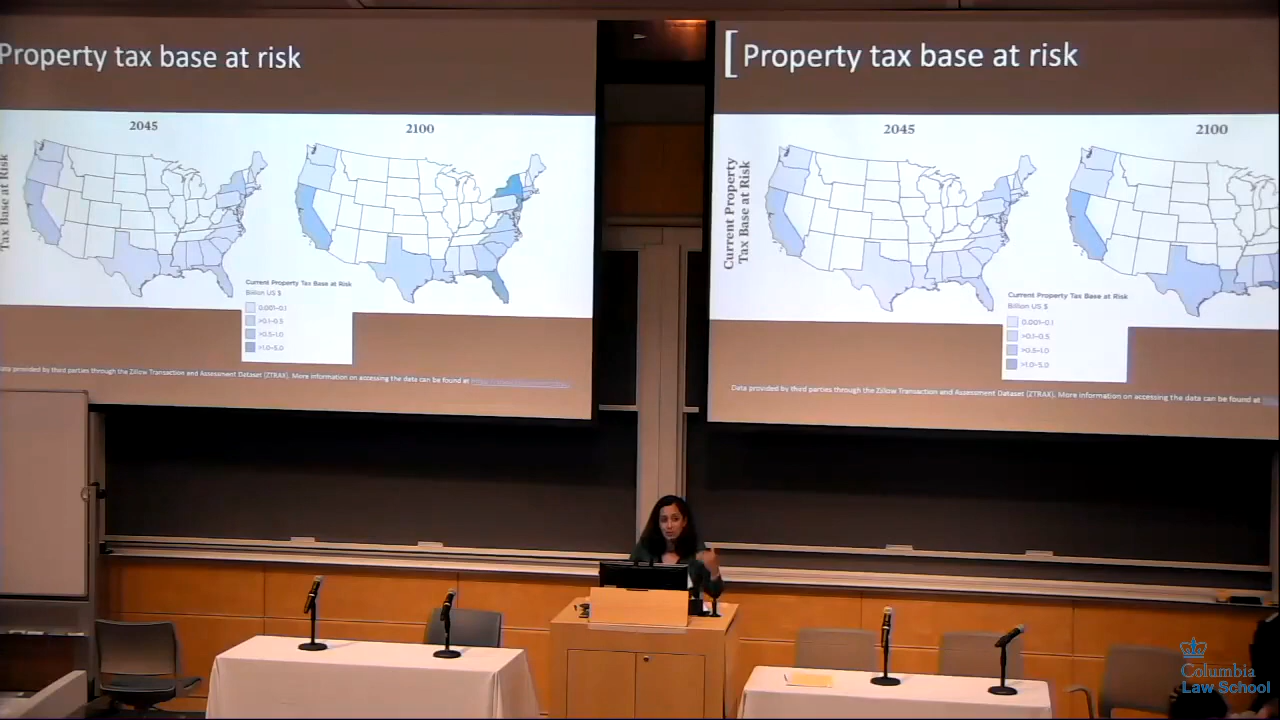 Property tax base at risk
2045
2100
Tax Base at Risk
Current Property Tax Base at Risk
Billion US $
0.001–0.1
>0.1–0.5
>0.5–1.0
>1.0–5.0
Data provided by third parties through the Zillow Transaction and Assessment Dataset (ZTRAX). More information on accessing the data can be found at
[Property tax base at risk
2045
2100
Current Property
Tax Base at Risk
Current Property Tax Base at Risk
Billion US $
0.001–0.1
>0.1–0.5
>0.5–1.0
>1.0–5.0
Data provided by third parties through the Zillow Transaction and Assessment Dataset (ZTRAX). More information on accessing the data can be found at
Columbia
Law School